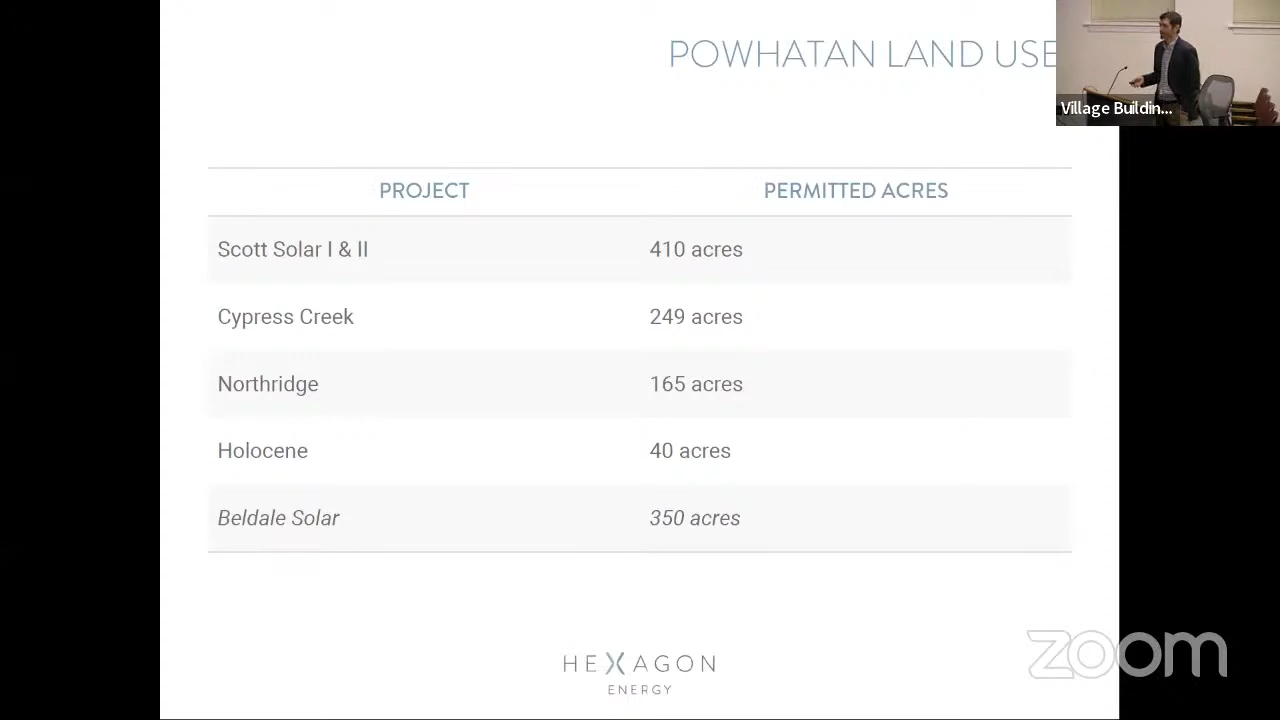 POWHATAN LAND USE
Village Buildin...
PROJECT PERMITTED ACRES
Scott Solar I & II 410 acres
Cypress Creek 249 acres
Northridge 165 acres
Holocene 40 acres
Beldale Solar 350 acres
HEXAGON
ENERGY
zoom